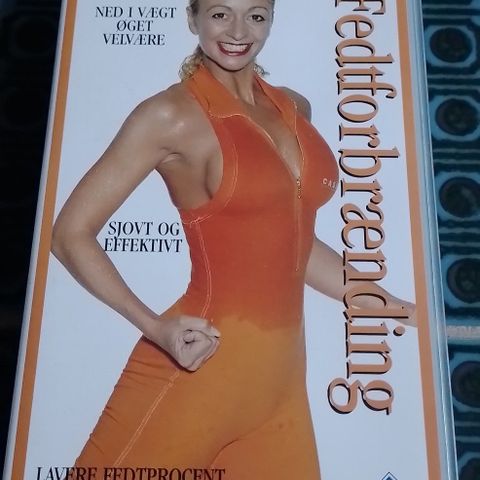 NED I VÆGT
ØGET
VELVÆRE
Fedtforbrænding
SJOVT OG
EFFEKTIVT
LAVERE FEDTPROCENT